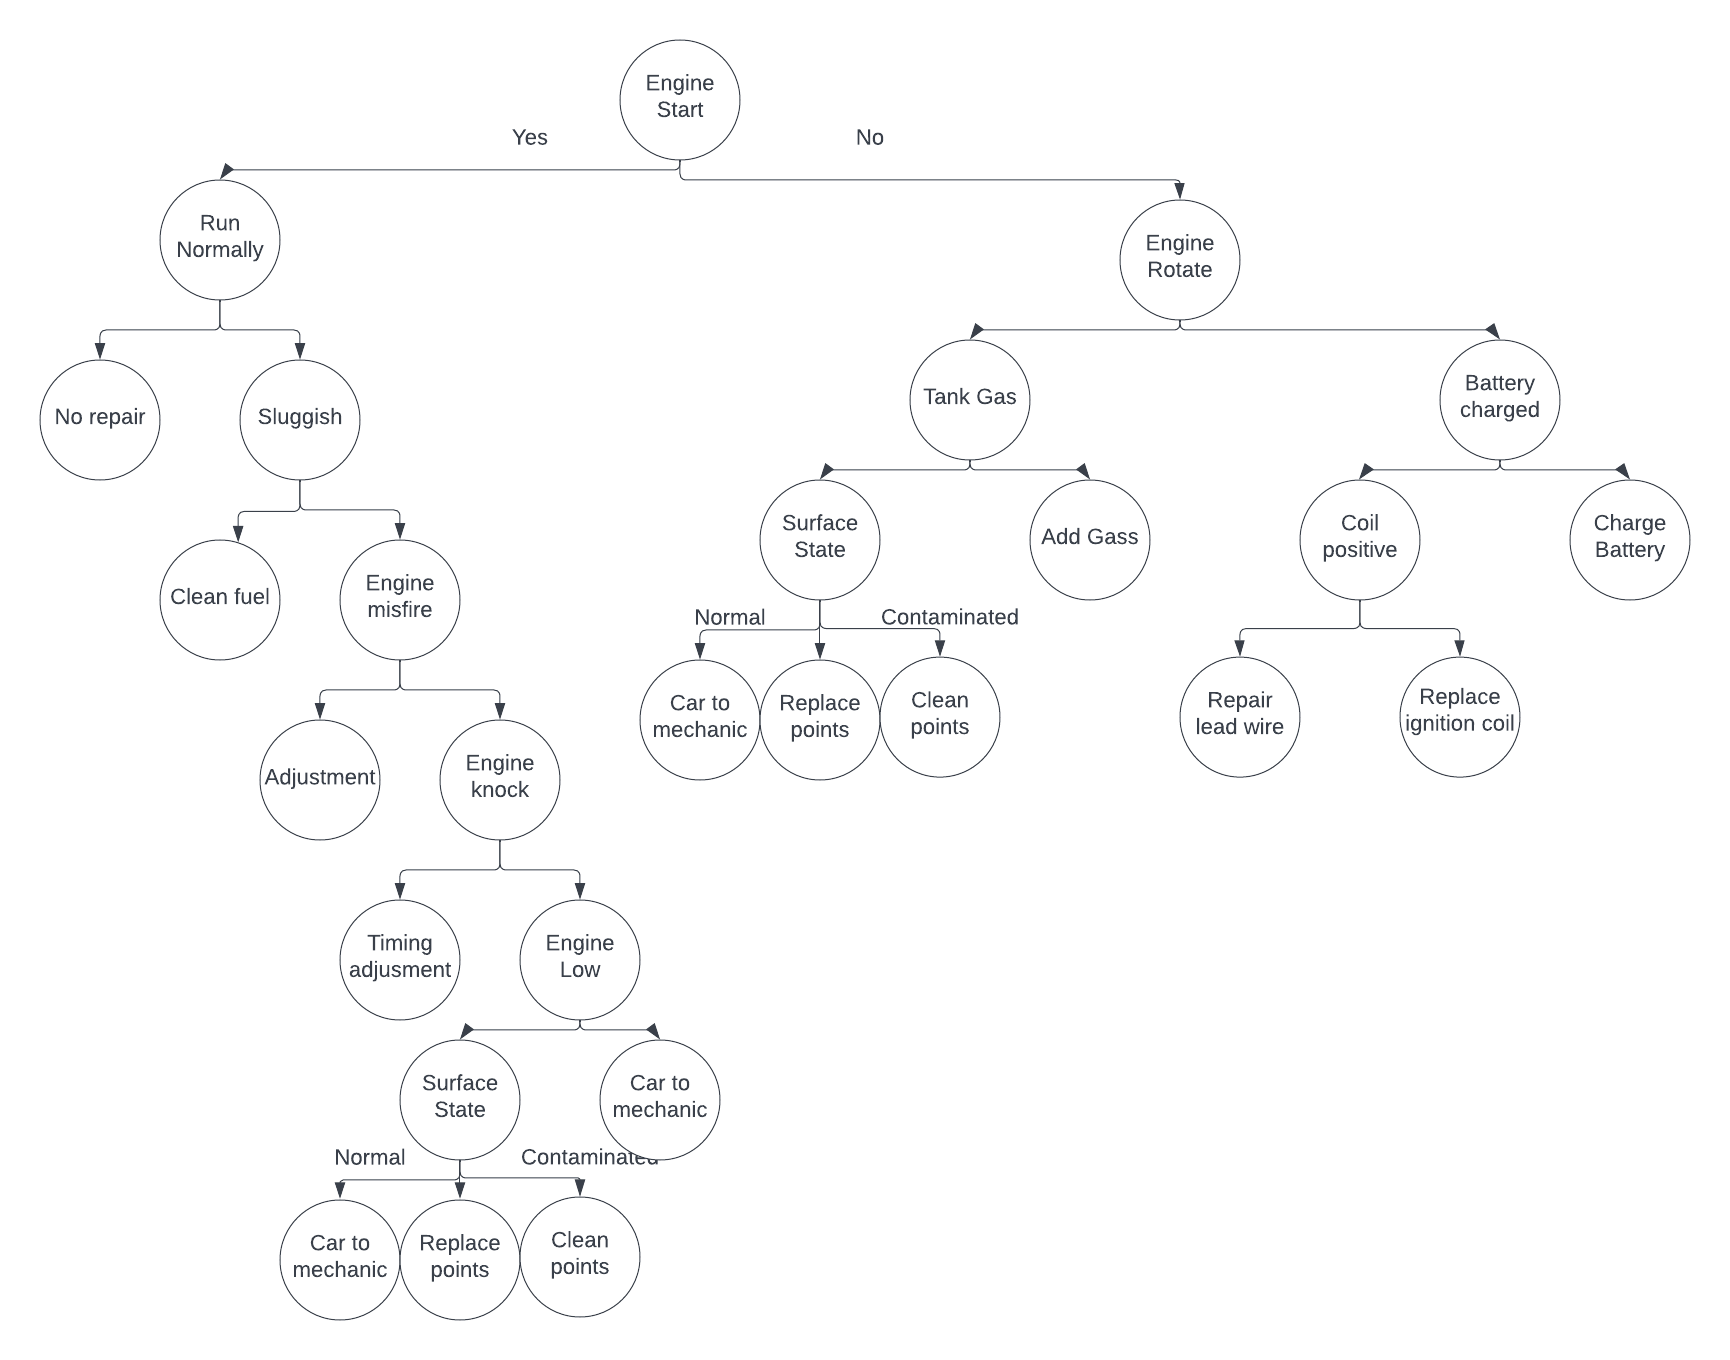 Engine
Start
Yes
No
Run
Normally
Engine
Rotate
No repair
Sluggish
Tank Gas
Battery
charged
Clean fuel
Engine
misfire
Surface
State
Add Gass
Coil
positive
Charge
Battery
Normal
Contaminated
Adjustment
Engine
knock
Car to
mechanic
Replace
points
Clean
points
Repair
lead wire
Replace
ignition coil
Timing
adjusment
Engine
Low
Surface
State
Car to
mechanic
Normal
Contaminated
Car to
mechanic
Replace
points
Clean
points